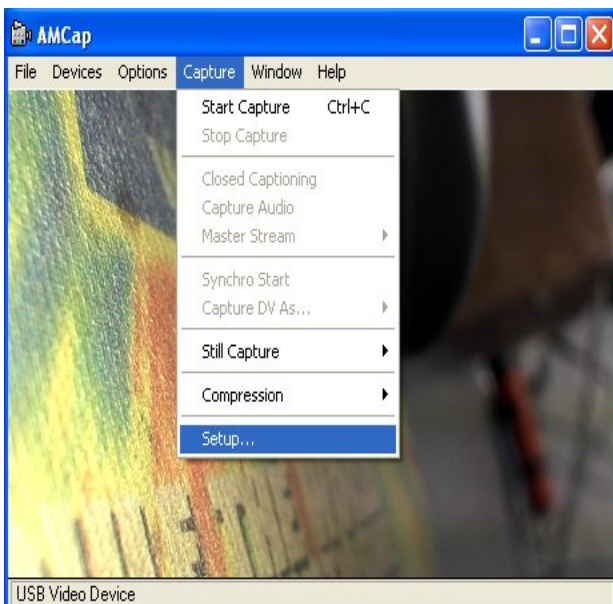 AMCap
File Devices Options Capture Window Help
Start Capture Ctrl+C
Stop Capture
Closed Captioning
Capture Audio
Master Stream
Synchro Start
Capture DV As...
Still Capture
Compression
Setup...
USB Video Device